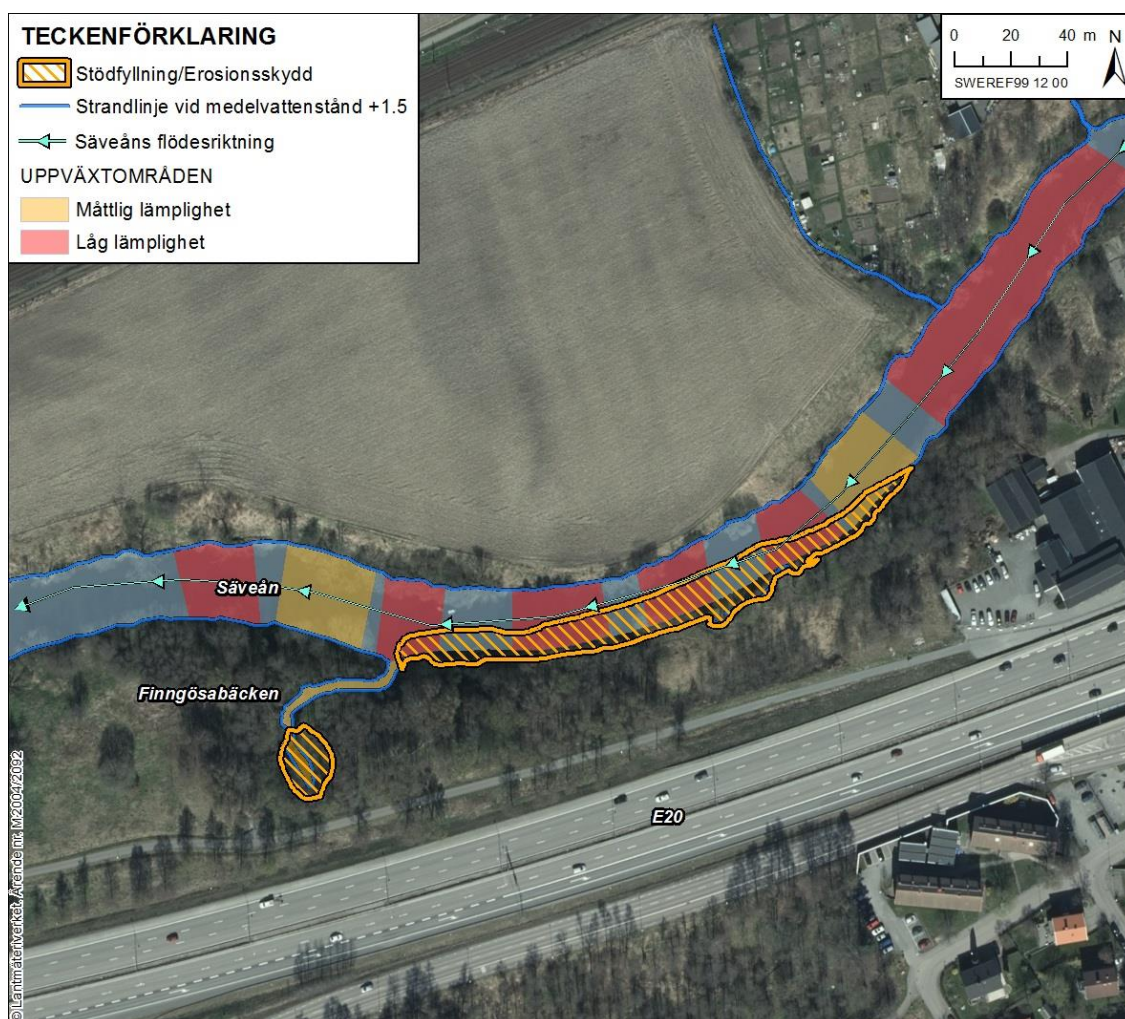 TECKENFÖRKLARING
Stödfyllning/Erosionsskydd
Strandlinje vid medelvattenstånd +1.5
Säveåns flödesriktning
UPPVÄXTOMRÅDEN
Måttlig lämplighet
Låg lämplighet
0 20 40 m
N
SWEREF99 12 00
Säveån
Finngösabäcken
E20
© Lantmäteriverket. Ärende nr. M2004/2092